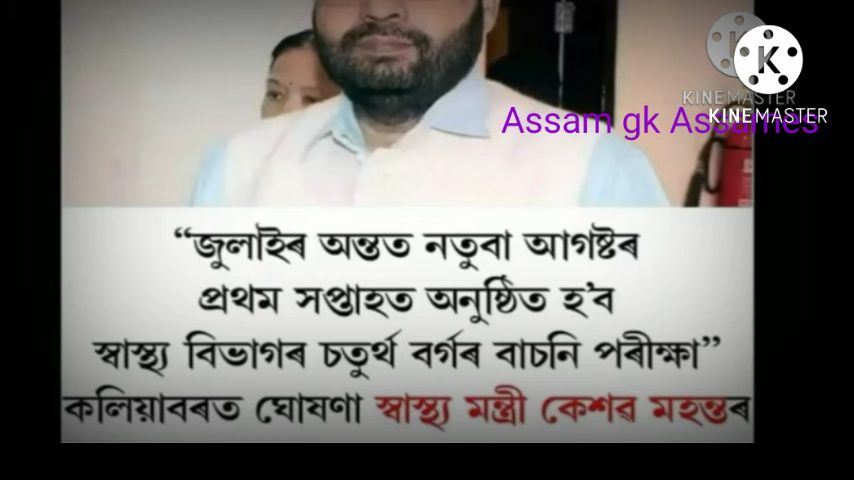 KINEMASTER
KINEMASTER
Assam gk Assames
“জুলাইৰ অন্তত নতুবা আগষ্টৰ
প্ৰথম সপ্তাহত অনুষ্ঠিত হ’ব
স্বাস্থ্য বিভাগৰ চতুৰ্থ বৰ্গৰ বাচনি পৰীক্ষা”
কলিয়াবৰত ঘোষণা স্বাস্থ্য মন্ত্ৰী কেশৱ মহন্তৰ